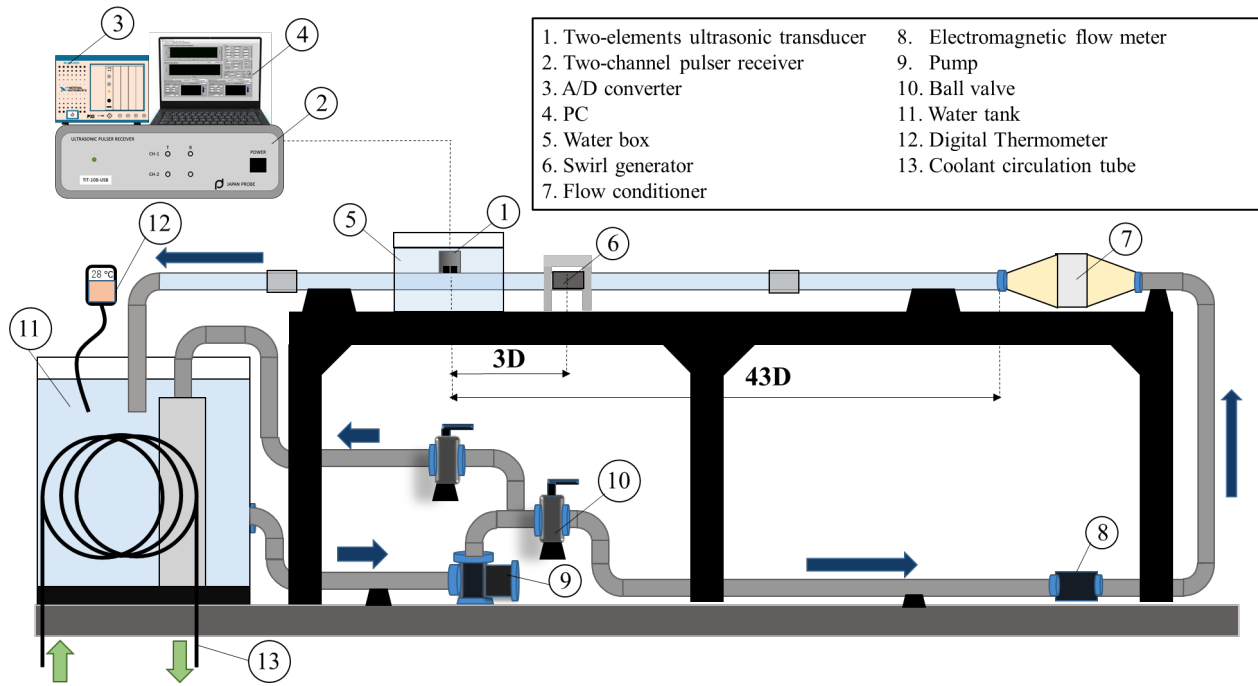 3
4
2
ULTRASONIC PULSER RECEIVER
T R
CH-1
CH-2
POWER
TIT-10B-USB
JAPAN PROBE
1. Two-elements ultrasonic transducer
2. Two-channel pulser receiver
3. A/D converter
4. PC
5. Water box
6. Swirl generator
7. Flow conditioner
8. Electromagnetic flow meter
9. Pump
10. Ball valve
11. Water tank
12. Digital Thermometer
13. Coolant circulation tube
12
5
1
6
7
28 ℃
11
3D
43D
10
9
8
13